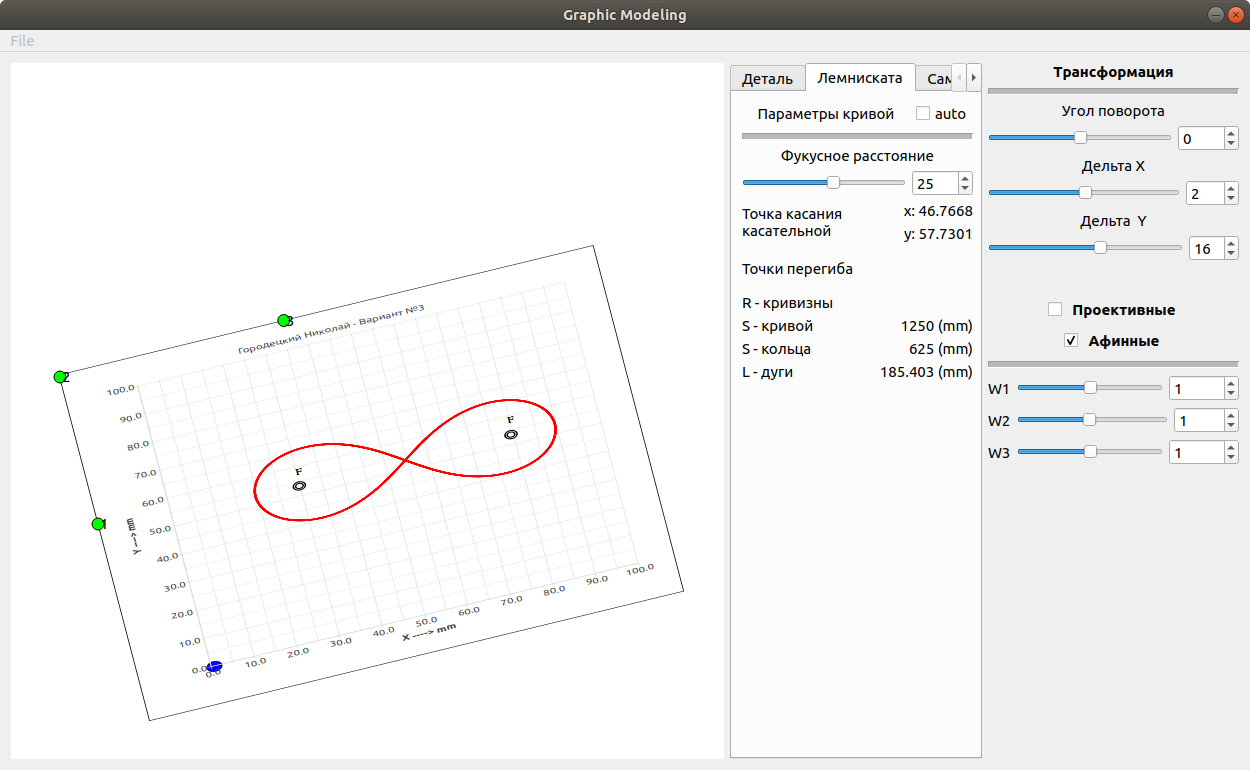 Graphic Modeling
File
2
3
1
Городецкий Николай - Вариант №3
100.0
90.0
80.0
70.0
60.0
50.0
40.0
30.0
20.0
10.0
0.0
Y ---> mm
F
F
0.0
10.0
20.0
30.0
40.0
50.0
60.0
70.0
80.0
90.0
100.0
X ----> mm
Деталь
Лемниската
Сам
Параметры кривой
auto
Фукусное расстояние
25
Точка касания
касательной
x: 46.7668
y: 57.7301
Точки перегиба
R - кривизны
S - кривой 1250 (mm)
S - кольца 625 (mm)
L - дуги 185.403 (mm)
Трансформация
Угол поворота
0
Дельта X
2
Дельта Y
16
Проективные
Афинные
W1 1
W2 1
W3 1